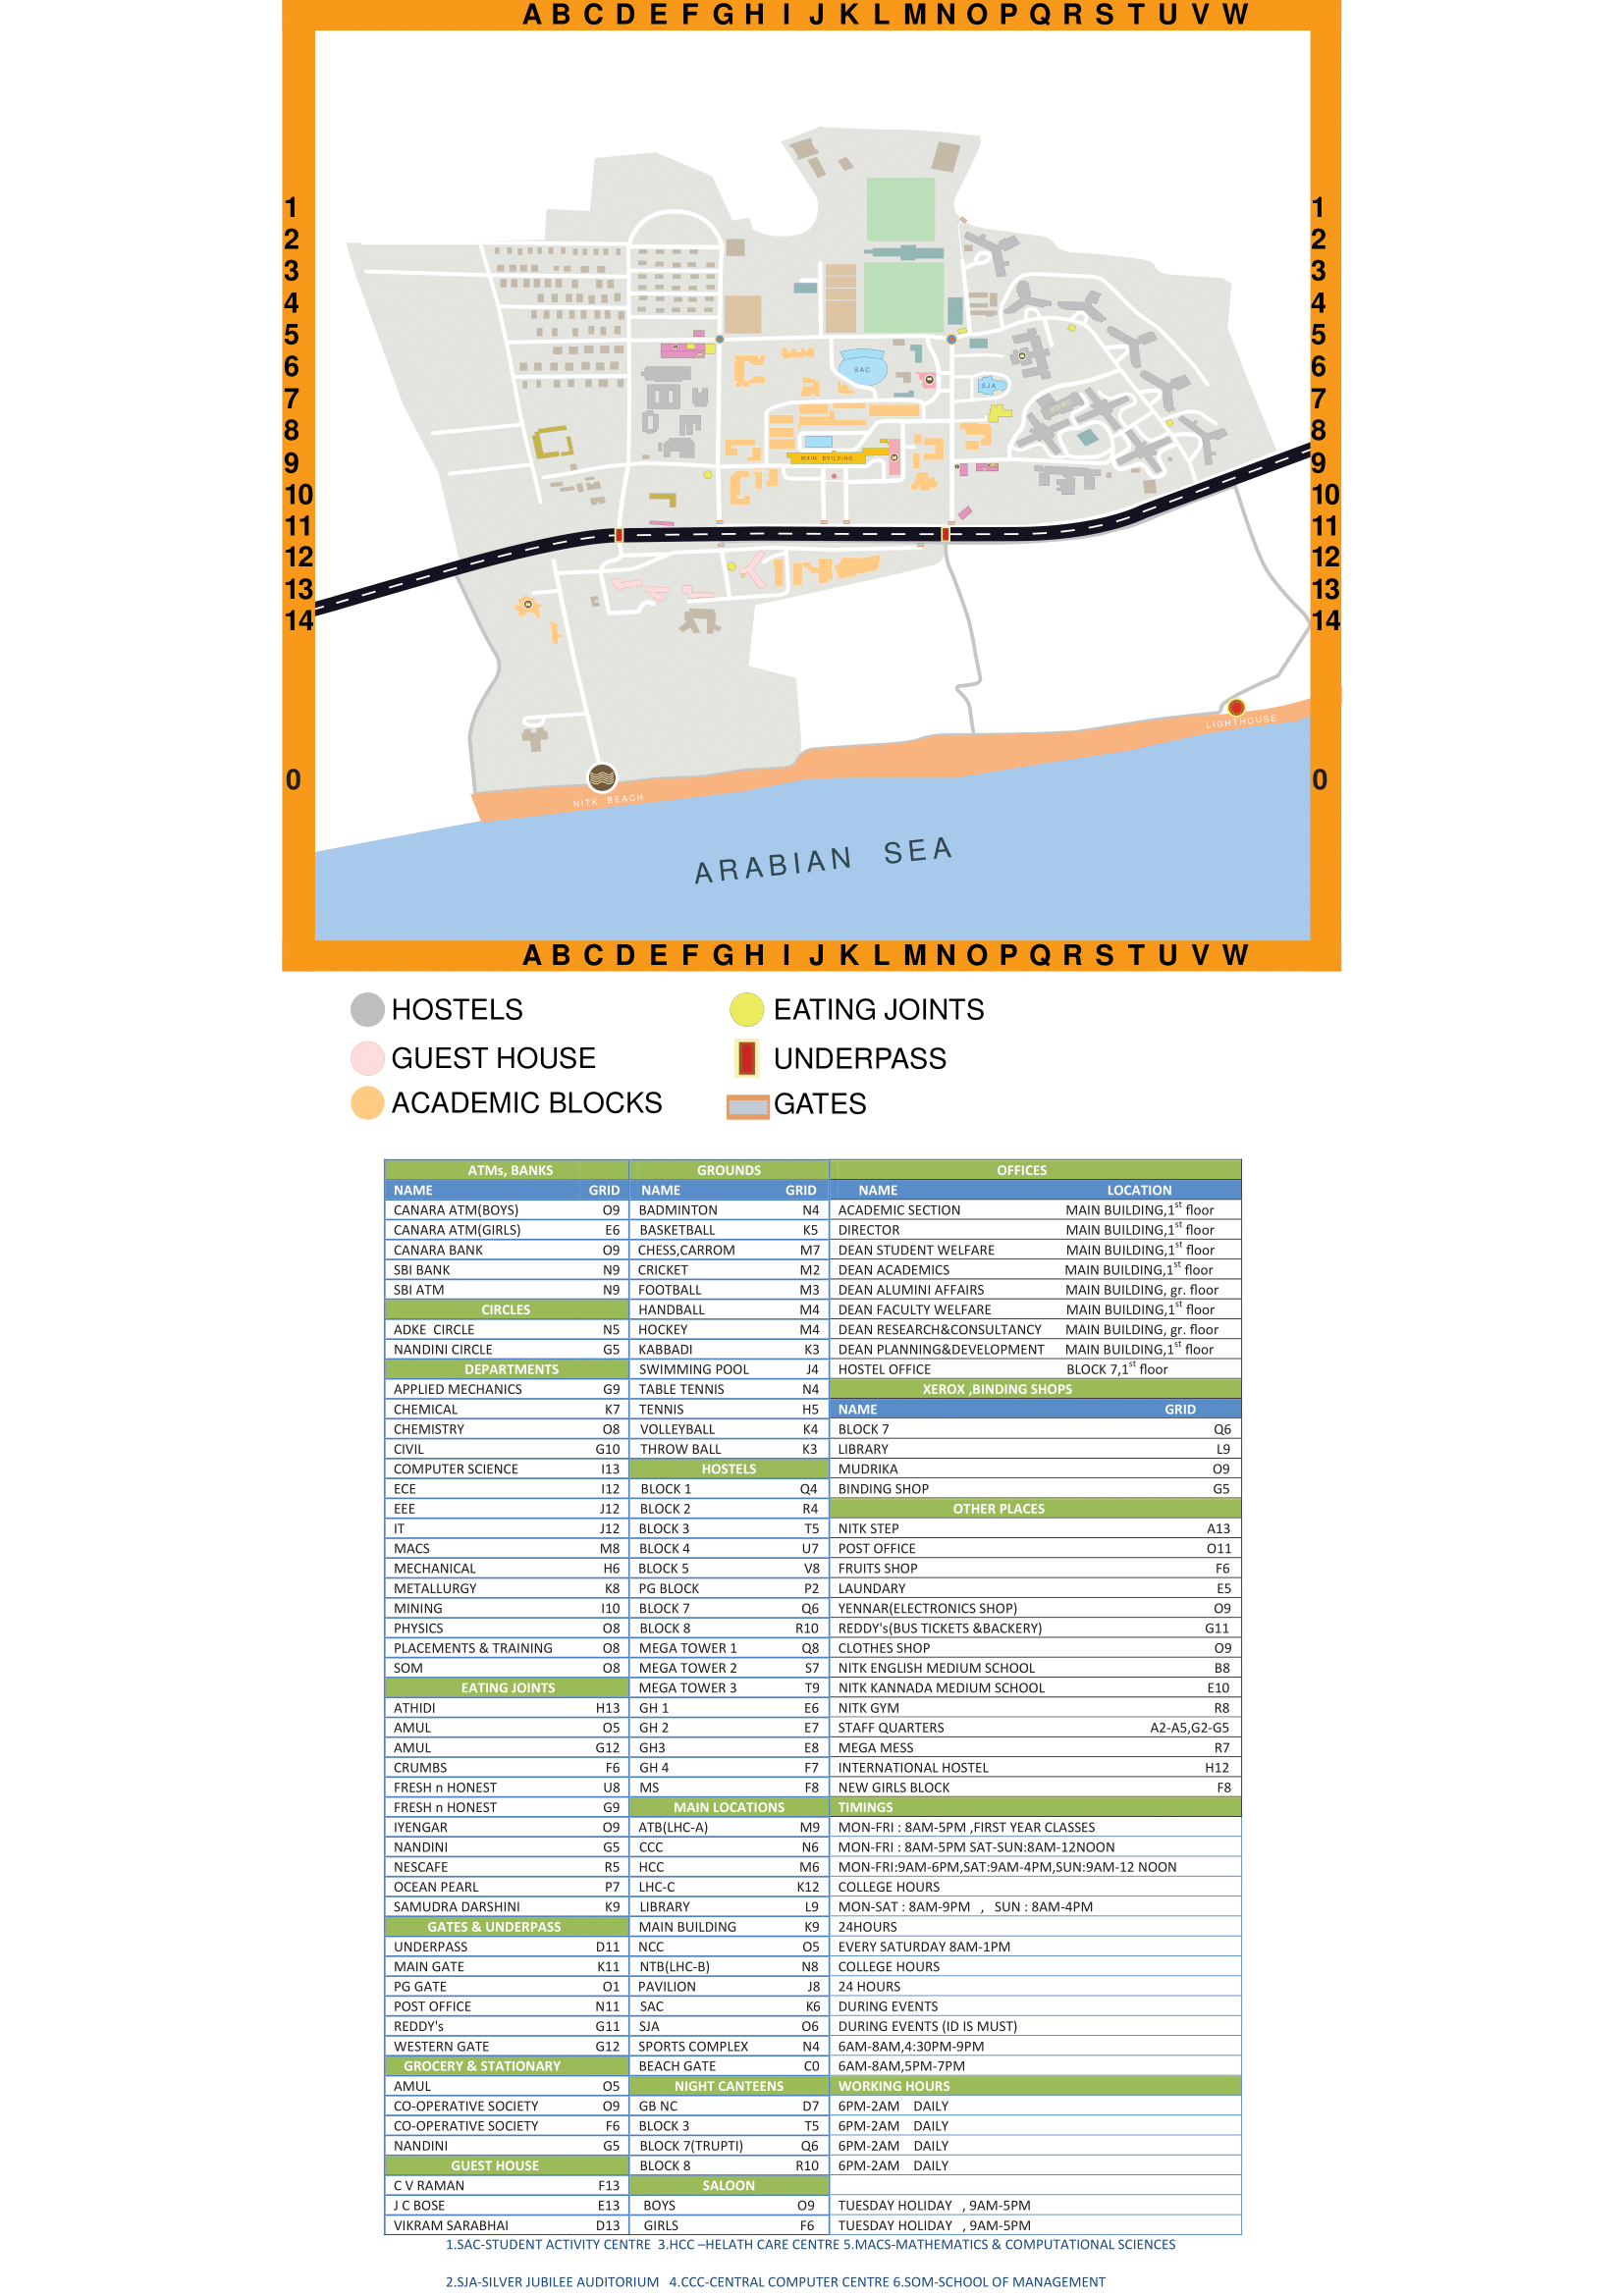 A B C D E F G H I J K L M N O P Q R S T U V W
1 1
2 2
3 3
4 4
5 5
6 6
7 7
8 8
9 9
10 10
11 11
12 12
13 13
14 14
0 0
SAC
SJA
MAIN BUILDING
LIGHTHOUSE
NITK BEACH
ARABIAN SEA
A B C D E F G H I J K L M N O P Q R S T U V W
HOSTELS EATING JOINTS
GUEST HOUSE UNDERPASS
ACADEMIC BLOCKS GATES
ATMs, BANKS GROUNDS OFFICES
NAME GRID NAME GRID NAME LOCATION
CANARA ATM(BOYS) O9 BADMINTON N4 ACADEMIC SECTION MAIN BUILDING,1st floor
CANARA ATM(GIRLS) E6 BASKETBALL K5 DIRECTOR MAIN BUILDING,1st floor
CANARA BANK O9 CHESS,CARROM M7 DEAN STUDENT WELFARE MAIN BUILDING,1st floor
SBI BANK N9 CRICKET M2 DEAN ACADEMICS MAIN BUILDING,1st floor
SBI ATM N9 FOOTBALL M3 DEAN ALUMINI AFFAIRS MAIN BUILDING, gr. floor
CIRCLES HANDBALL M4 DEAN FACULTY WELFARE MAIN BUILDING,1st floor
ADKE CIRCLE N5 HOCKEY M4 DEAN RESEARCH&CONSULTANCY MAIN BUILDING, gr. floor
NANDINI CIRCLE G5 KABBADI K3 DEAN PLANNING&DEVELOPMENT MAIN BUILDING,1st floor
DEPARTMENTS SWIMMING POOL J4 HOSTEL OFFICE BLOCK 7,1st floor
APPLIED MECHANICS G9 TABLE TENNIS N4 XEROX ,BINDING SHOPS
CHEMICAL K7 TENNIS H5 NAME GRID
CHEMISTRY O8 VOLLEYBALL K4 BLOCK 7 Q6
CIVIL G10 THROW BALL K3 LIBRARY L9
COMPUTER SCIENCE I13 HOSTELS MUDRIKA O9
ECE I12 BLOCK 1 Q4 BINDING SHOP G5
EEE J12 BLOCK 2 R4 OTHER PLACES
IT J12 BLOCK 3 T5 NITK STEP A13
MACS M8 BLOCK 4 U7 POST OFFICE O11
MECHANICAL H6 BLOCK 5 V8 FRUITS SHOP F6
METALLURGY K8 PG BLOCK P2 LAUNDARY E5
MINING I10 BLOCK 7 Q6 YENNAR(ELECTRONICS SHOP) O9
PHYSICS O8 BLOCK 8 R10 REDDY's(BUS TICKETS &BACKERY) G11
PLACEMENTS & TRAINING O8 MEGA TOWER 1 Q8 CLOTHES SHOP O9
SOM O8 MEGA TOWER 2 S7 NITK ENGLISH MEDIUM SCHOOL B8
EATING JOINTS MEGA TOWER 3 T9 NITK KANNADA MEDIUM SCHOOL E10
ATHIDI H13 GH 1 E6 NITK GYM R8
AMUL O5 GH 2 E7 STAFF QUARTERS A2-A5,G2-G5
AMUL G12 GH3 E8 MEGA MESS R7
CRUMBS F6 GH 4 F7 INTERNATIONAL HOSTEL H12
FRESH n HONEST U8 MS F8 NEW GIRLS BLOCK F8
FRESH n HONEST G9 MAIN LOCATIONS TIMINGS
IYENGAR O9 ATB(LHC-A) M9 MON-FRI : 8AM-5PM ,FIRST YEAR CLASSES
NANDINI G5 CCC N6 MON-FRI : 8AM-5PM SAT-SUN:8AM-12NOON
NESCAFE R5 HCC M6 MON-FRI:9AM-6PM,SAT:9AM-4PM,SUN:9AM-12 NOON
OCEAN PEARL P7 LHC-C K12 COLLEGE HOURS
SAMUDRA DARSHINI K9 LIBRARY L9 MON-SAT : 8AM-9PM , SUN : 8AM-4PM
GATES & UNDERPASS MAIN BUILDING K9 24HOURS
UNDERPASS D11 NCC O5 EVERY SATURDAY 8AM-1PM
MAIN GATE K11 NTB(LHC-B) N8 COLLEGE HOURS
PG GATE O1 PAVILION J8 24 HOURS
POST OFFICE N11 SAC K6 DURING EVENTS
REDDY's G11 SJA O6 DURING EVENTS (ID IS MUST)
WESTERN GATE G12 SPORTS COMPLEX N4 6AM-8AM,4:30PM-9PM
GROCERY & STATIONARY BEACH GATE C0 6AM-8AM,5PM-7PM
AMUL O5 NIGHT CANTEENS WORKING HOURS
CO-OPERATIVE SOCIETY O9 GB NC D7 6PM-2AM DAILY
CO-OPERATIVE SOCIETY F6 BLOCK 3 T5 6PM-2AM DAILY
NANDINI G5 BLOCK 7(TRUPTI) Q6 6PM-2AM DAILY
GUEST HOUSE BLOCK 8 R10 6PM-2AM DAILY
C V RAMAN F13 SALOON
J C BOSE E13 BOYS O9 TUESDAY HOLIDAY , 9AM-5PM
VIKRAM SARABHAI D13 GIRLS F6 TUESDAY HOLIDAY , 9AM-5PM
1.SAC-STUDENT ACTIVITY CENTRE 3.HCC –HELATH CARE CENTRE 5.MACS-MATHEMATICS & COMPUTATIONAL SCIENCES
2.SJA-SILVER JUBILEE AUDITORIUM 4.CCC-CENTRAL COMPUTER CENTRE 6.SOM-SCHOOL OF MANAGEMENT